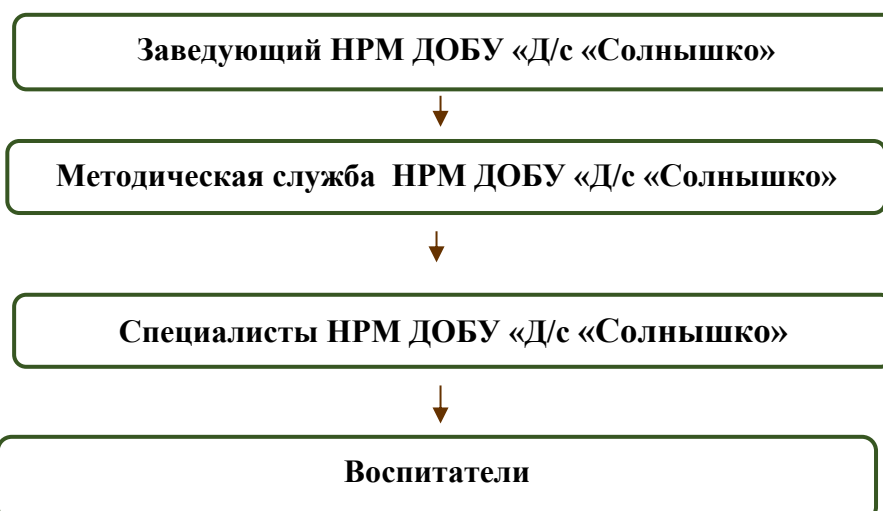 Заведующий НРМ ДОБУ «Д/с «Солнышко»
Методическая служба НРМ ДОБУ «Д/с «Солнышко»
Специалисты НРМ ДОБУ «Д/с «Солнышко»
Воспитатели